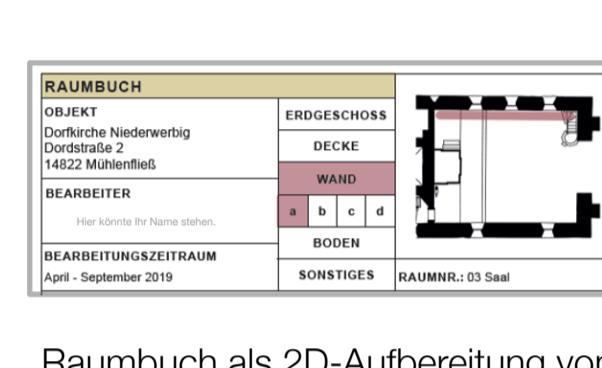 RAUMBUCH
OBJEKT
Dorfkirche Niederwerbig
Dordstraße 2
14822 Mühlenfließ
BEARBEITER
Hier könnte Ihr Name stehen.
BEARBEITUNGSZEITRAUM
April - September 2019
ERDGESCHOSS
DECKE
WAND
a b c d
BODEN
SONSTIGES
RAUMNR.: 03 Saal
Raumbuch als 2D-Aufbereitung von